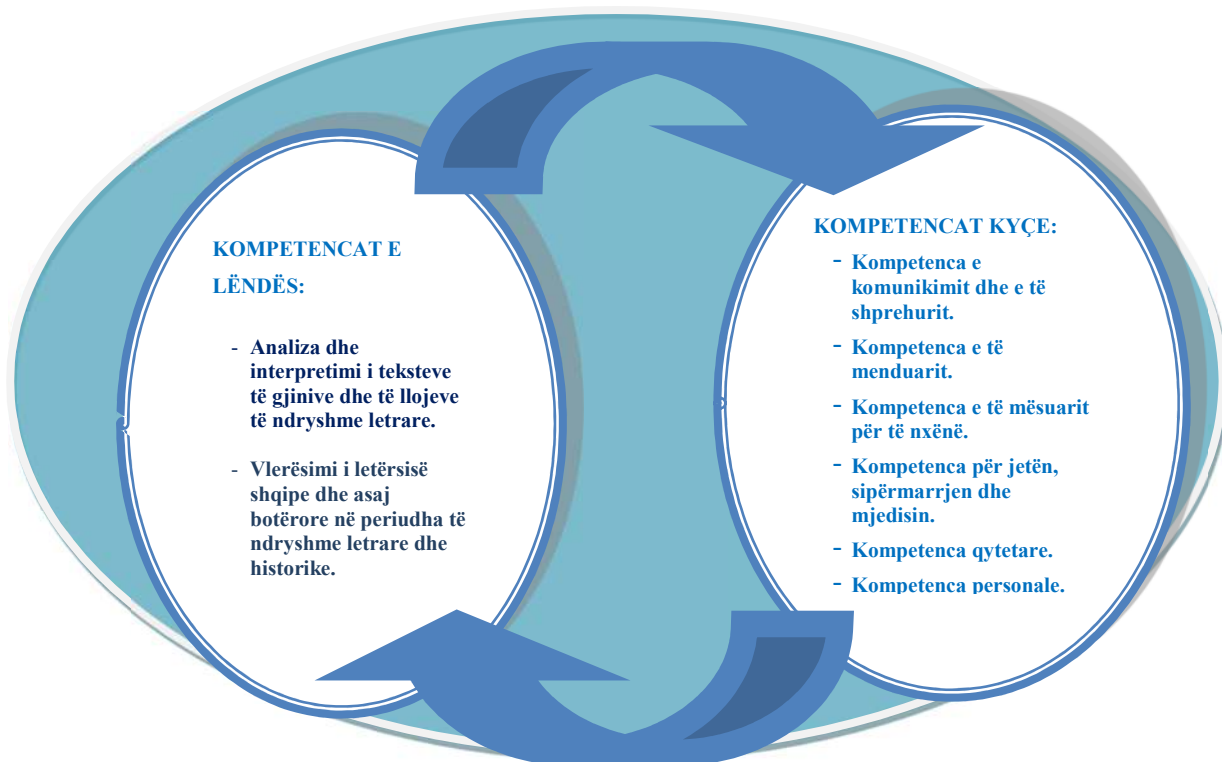 KOMPETENCAT E
LËNDËS:
- Analiza dhe
interpretimi i teksteve
të gjinive dhe të llojeve
të ndryshme letrare.
- Vlerësimi i letërsisë
shqipe dhe asaj
botërore në periudha të
ndryshme letrare dhe
historike.
KOMPETENCAT KYÇE:
- Kompetenca e
komunikimit dhe e të
shprehurit.
- Kompetenca e të
menduarit.
- Kompetenca e të mësuarit
për të nxënë.
- Kompetenca për jetën,
sipërmarrjen dhe
mjedisin.
- Kompetenca qytetare.
- Kompetenca personale.